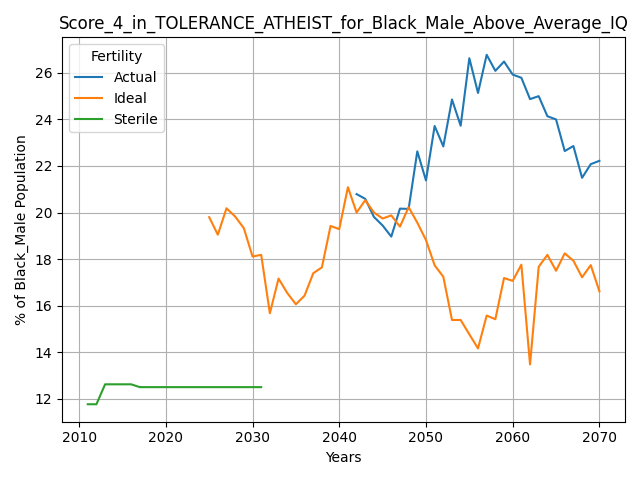 Score_4_in_TOLERANCE_ATHEIST_for_Black_Male_Above_Average_IQ
Fertility
Actual
Ideal
Sterile
% of Black_Male Population
26
24
22
20
18
16
14
12
2010 2020 2030 2040 2050 2060 2070
Years